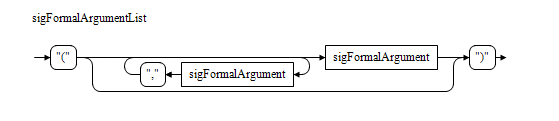 sigFormalArgumentList
"(" sigFormalArgument ")"
"," sigFormalArgument